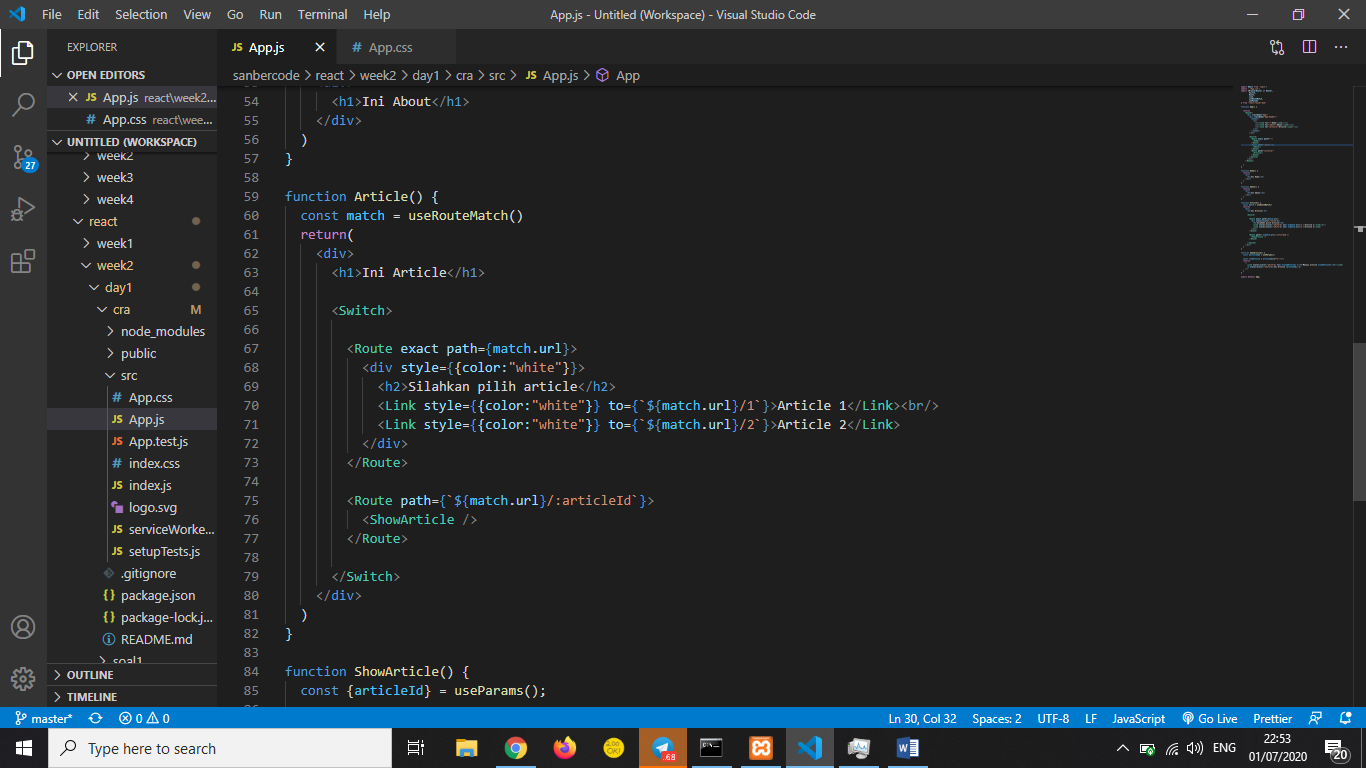 File Edit Selection View Go Run Terminal Help
App.js - Untitled (Workspace) - Visual Studio Code
EXPLORER
OPEN EDITORS
JS App.js react\week2...
# App.css react\wee...
UNTITLED (WORKSPACE)
week2
week3
week4
react
week1
week2
day1
cra M
node_modules
public
src
# App.css
JS App.js
JS App.test.js
# index.css
JS index.js
logo.svg
JS serviceWorke...
JS setupTests.js
.gitignore
{} package.json
{} package-lock.j...
README.md
soal1
OUTLINE
TIMELINE
27
JS App.js
# App.css
sanbercode > react > week2 > day1 > cra > src > JS App.js > App
54 <h1>Ini About</h1>
55 </div>
56 )
57 }
58
59 function Article() {
60 const match = useRouteMatch()
61 return(
62 <div>
63 <h1>Ini Article</h1>
64
65 <Switch>
66
67 <Route exact path={match.url}>
68 <div style={{color:"white"}}>
69 <h2>Silahkan pilih article</h2>
70 <Link style={{color:"white"}} to={`${match.url}/1`}>Article 1</Link><br/>
71 <Link style={{color:"white"}} to={`${match.url}/2`}>Article 2</Link>
72 </div>
73 </Route>
74
75 <Route path={`${match.url}/:articleId`}>
76 <ShowArticle />
77 </Route>
78
79 </Switch>
80 </div>
81 )
82 }
83
84 function ShowArticle() {
85 const {articleId} = useParams();
master* 0 0
Ln 30, Col 32 Spaces: 2 UTF-8 LF JavaScript Go Live Prettier
Type here to search
.68
ENG
22:53
01/07/2020
20